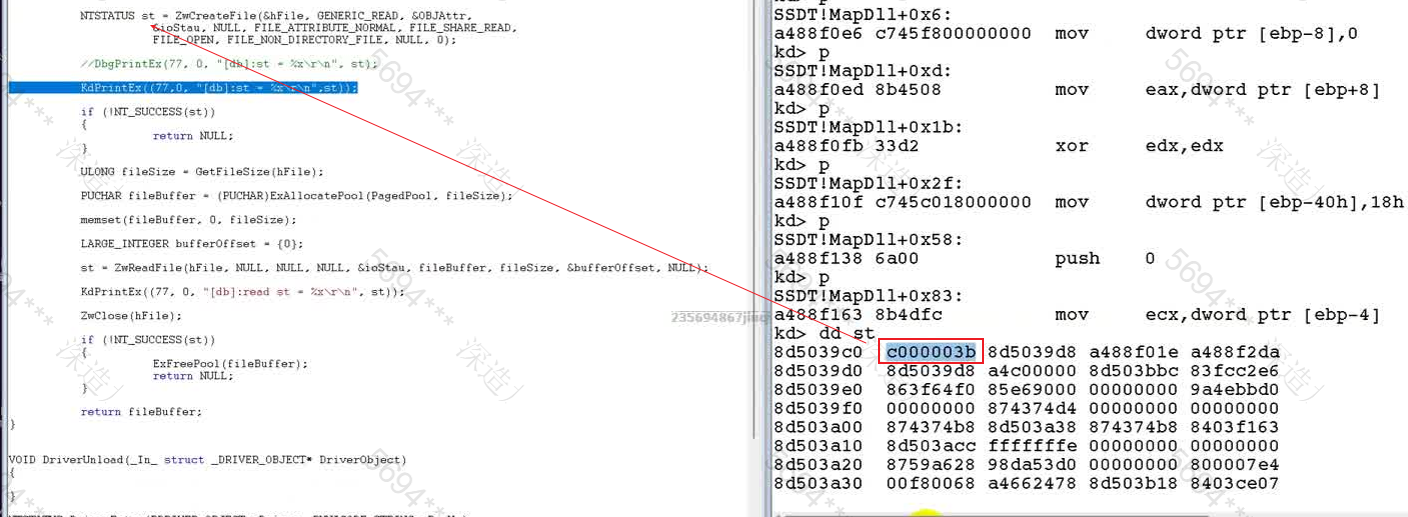 NTSTATUS st = ZwCreateFile(&hFile, GENERIC_READ, &OBJAttr,
&ioStau, NULL, FILE_ATTRIBUTE_NORMAL, FILE_SHARE_READ,
FILE_OPEN, FILE_NON_DIRECTORY_FILE, NULL, 0);
//DbgPrintEx(77, 0, "[db]:st = %x\r\n", st);
KdPrintEx((77,0, "[db]:st = %x\r\n",st));
if (!NT_SUCCESS(st))
{
return NULL;
}
ULONG fileSize = GetFileSize(hFile);
PUCHAR fileBuffer = (PUCHAR)ExAllocatePool(PagedPool, fileSize);
memset(fileBuffer, 0, fileSize);
LARGE_INTEGER bufferOffset = {0};
st = ZwReadFile(hFile, NULL, NULL, NULL, &ioStau, fileBuffer, fileSize, &bufferOffset, NULL);
KdPrintEx((77, 0, "[db]:read st = %x\r\n", st));
ZwClose(hFile);
if (!NT_SUCCESS(st))
{
ExFreePool(fileBuffer);
return NULL;
}
return fileBuffer;
}
VOID DriverUnload(_In_ struct _DRIVER_OBJECT* DriverObject)
{
}
kd> p
SSDT!MapDll+0x6:
a488f0e6 c745f800000000 mov dword ptr [ebp-8],0
kd> p
SSDT!MapDll+0xd:
a488f0ed 8b4508 mov eax,dword ptr [ebp+8]
kd> p
SSDT!MapDll+0x1b:
a488f0fb 33d2 xor edx,edx
kd> p
SSDT!MapDll+0x2f:
a488f10f c745c018000000 mov dword ptr [ebp-40h],18h
kd> p
SSDT!MapDll+0x58:
a488f138 6a00 push 0
kd> p
SSDT!MapDll+0x83:
a488f163 8b4dfc mov ecx,dword ptr [ebp-4]
kd> dd st
8d5039c0 c000003b 8d5039d8 a488f01e a488f2da
8d5039d0 8d5039d8 a4c00000 8d503bbc 83fcc2e6
8d5039e0 863f64f0 85e69000 00000000 9a4ebbd0
8d5039f0 00000000 874374d4 00000000 00000000
8d503a00 874374b8 8d503a38 874374b8 8403f163
8d503a10 8d503acc fffffffe 00000000 00000000
8d503a20 8759a628 98da53d0 00000000 800007e4
8d503a30 00f80068 a4662478 8d503b18 8403ce07
5694***
深造